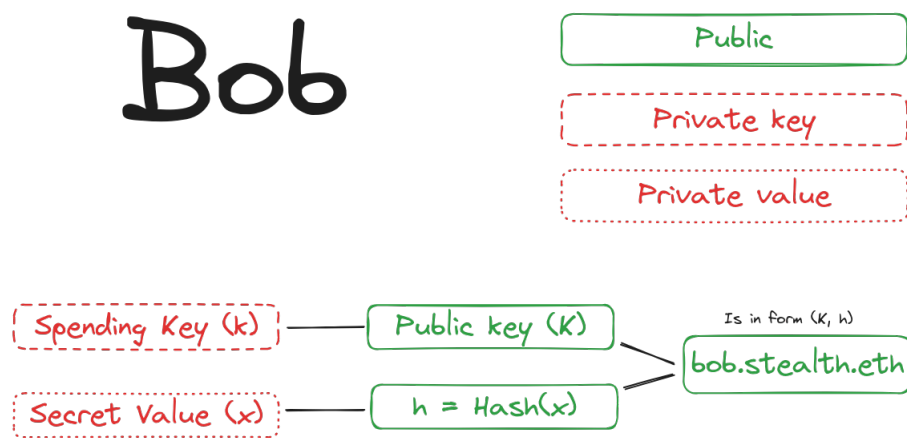 Bob
Public
Private key
Private value
Spending Key (k)
Public key (K)
Is in form (K, h)
bob.stealth.eth
Secret Value (x)
h = Hash(x)